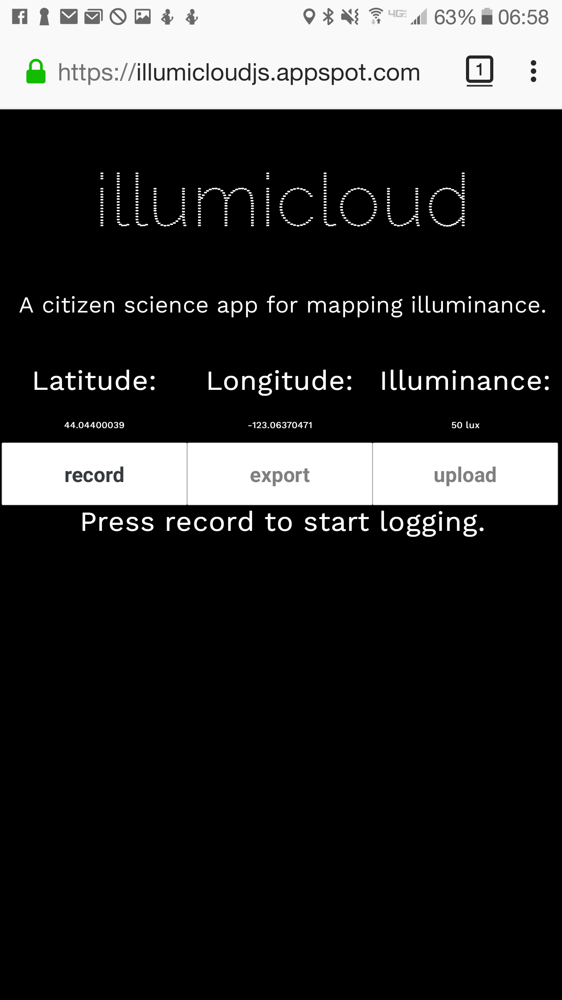 4G LTE 63% 06:58
https://illumicloudjs.appspot.com 1
illumicloud
A citizen science app for mapping illuminance.
Latitude: Longitude: Illuminance:
44.04400039 -123.06370471 50 lux
record export upload
Press record to start logging.